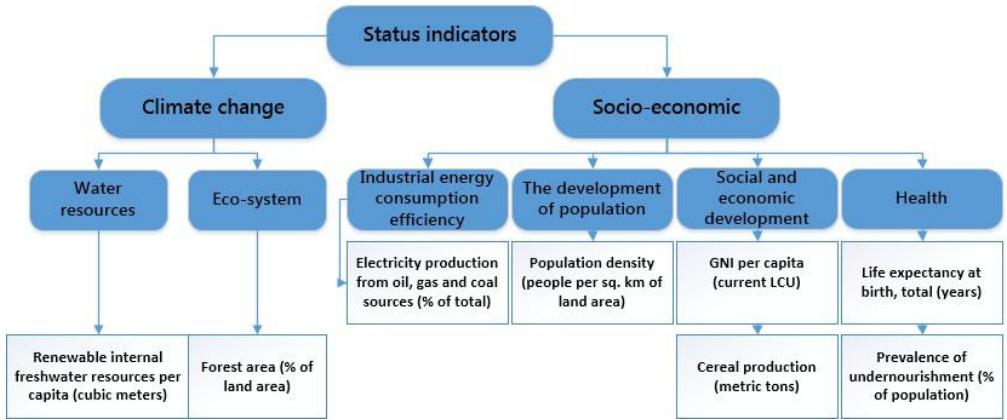 Status indicators
Climate change
Socio-economic
Water
resources
Eco-system
Industrial energy
consumption
efficiency
The development
of population
Social and
economic
development
Health
Electricity production
from oil, gas and coal
sources (% of total)
Population density
(people per sq. km of
land area)
GNI per capita
(current LCU)
Life expectancy at
birth, total (years)
Renewable internal
freshwater resources per
capita (cubic meters)
Forest area (% of
land area)
Cereal production
(metric tons)
Prevalence of
undernourishment (%
of population)